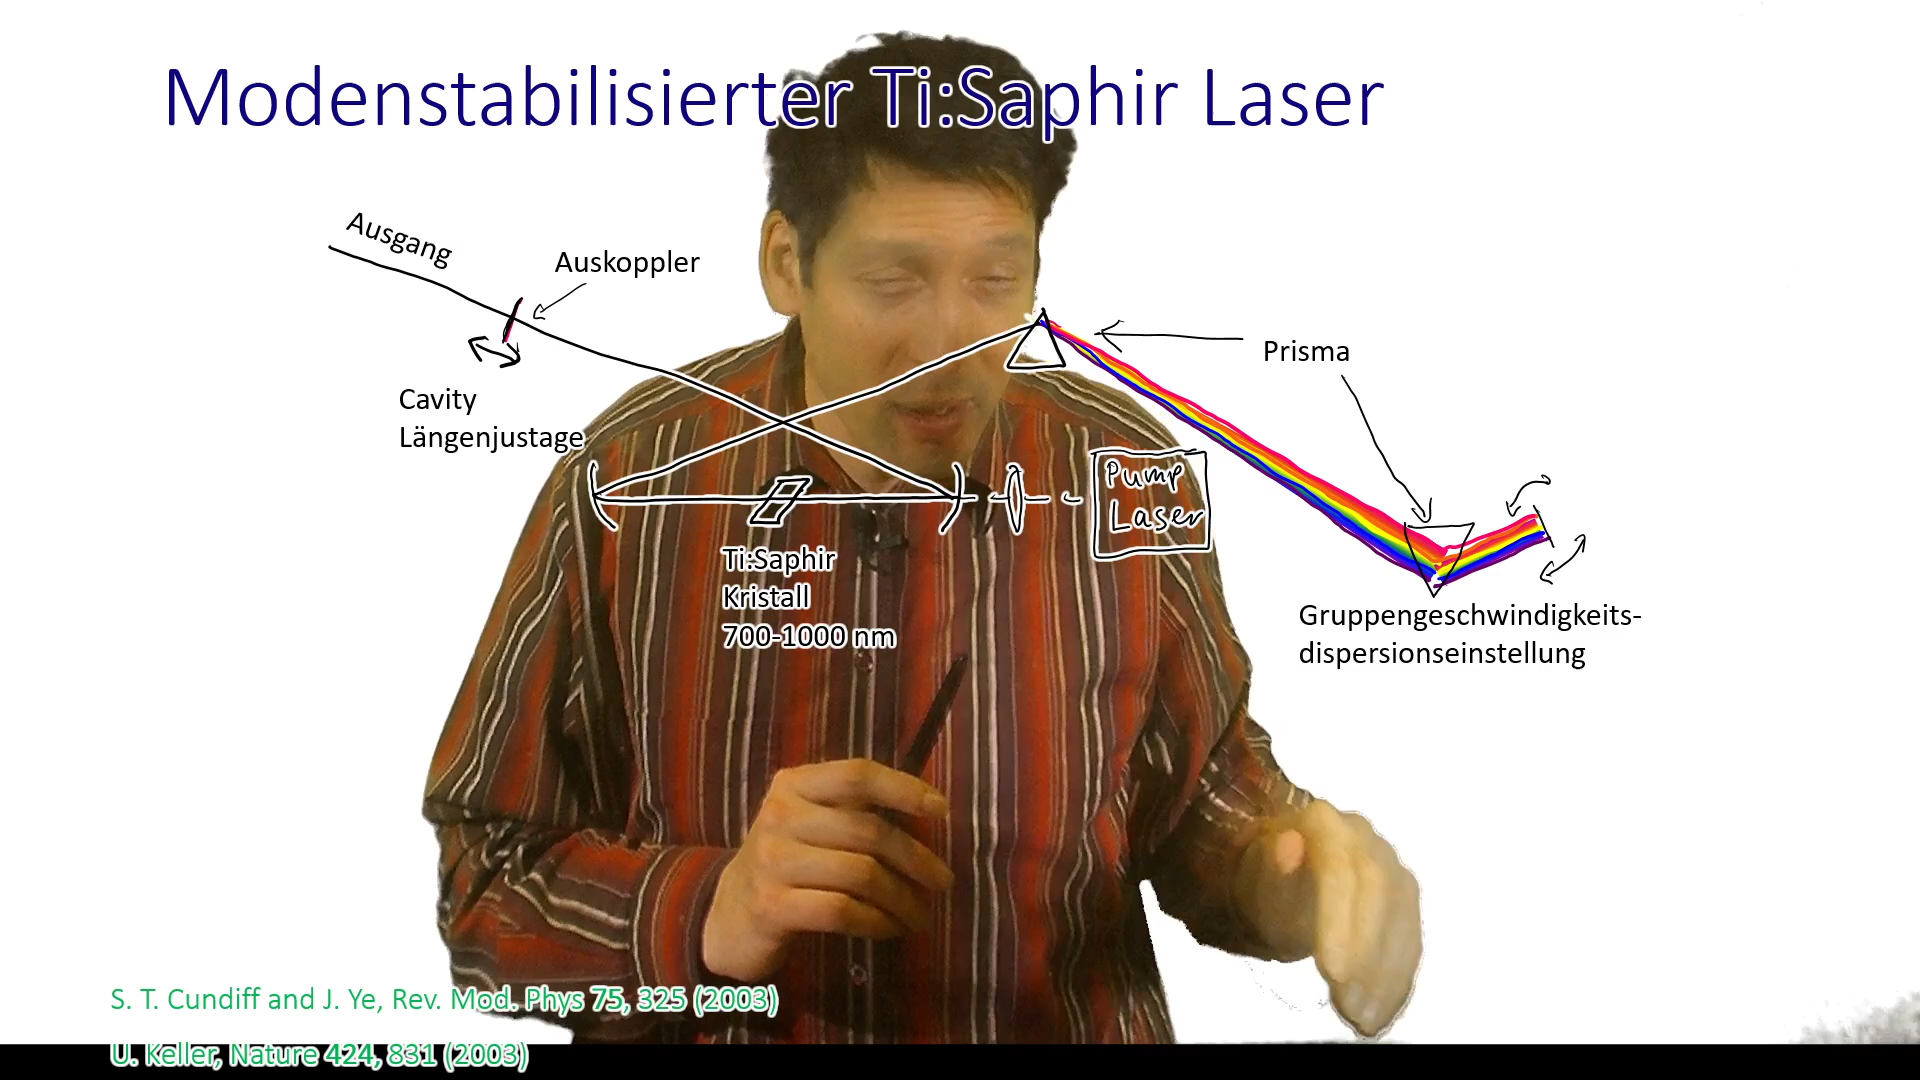 Modenstabilisierter Ti:Saphir Laser
Ausgang
Auskoppler
Prisma
Cavity
Längenjustage
Pump
Laser
Ti:Saphir
Kristall
700-1000 nm
Gruppengeschwindigkeits-
dispersionseinstellung
S. T. Cundiff and J. Ye, Rev. Mod. Phys 75, 325 (2003)
U. Keller, Nature 424, 831 (2003)